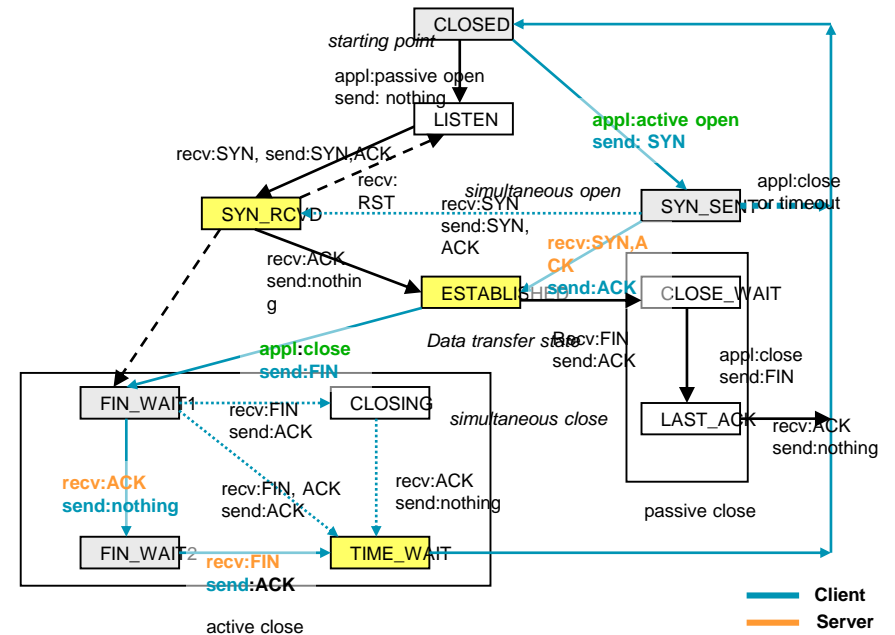 CLOSED
starting point
appl:passive open
send: nothing
LISTEN
appl:active open
send: SYN
recv:SYN, send:SYN,ACK
recv:
RST
simultaneous open
appl:close
or timeout
SYN_RCVD
recv:SYN
send:SYN,
ACK
SYN_SENT
recv:SYN,A
CK
send:ACK
recv:ACK
send:nothin
g
ESTABLISHED
CLOSE_WAIT
Data transfer state
Recv:FIN
send:ACK
appl:close
send:FIN
appl:close
send:FIN
FIN_WAIT1
recv:FIN
send:ACK
CLOSING
simultaneous close
LAST_ACK
recv:ACK
send:nothing
recv:ACK
send:nothing
recv:FIN, ACK
send:ACK
recv:ACK
send:nothing
passive close
FIN_WAIT2
recv:FIN
send:ACK
TIME_WAIT
active close
Client
Server